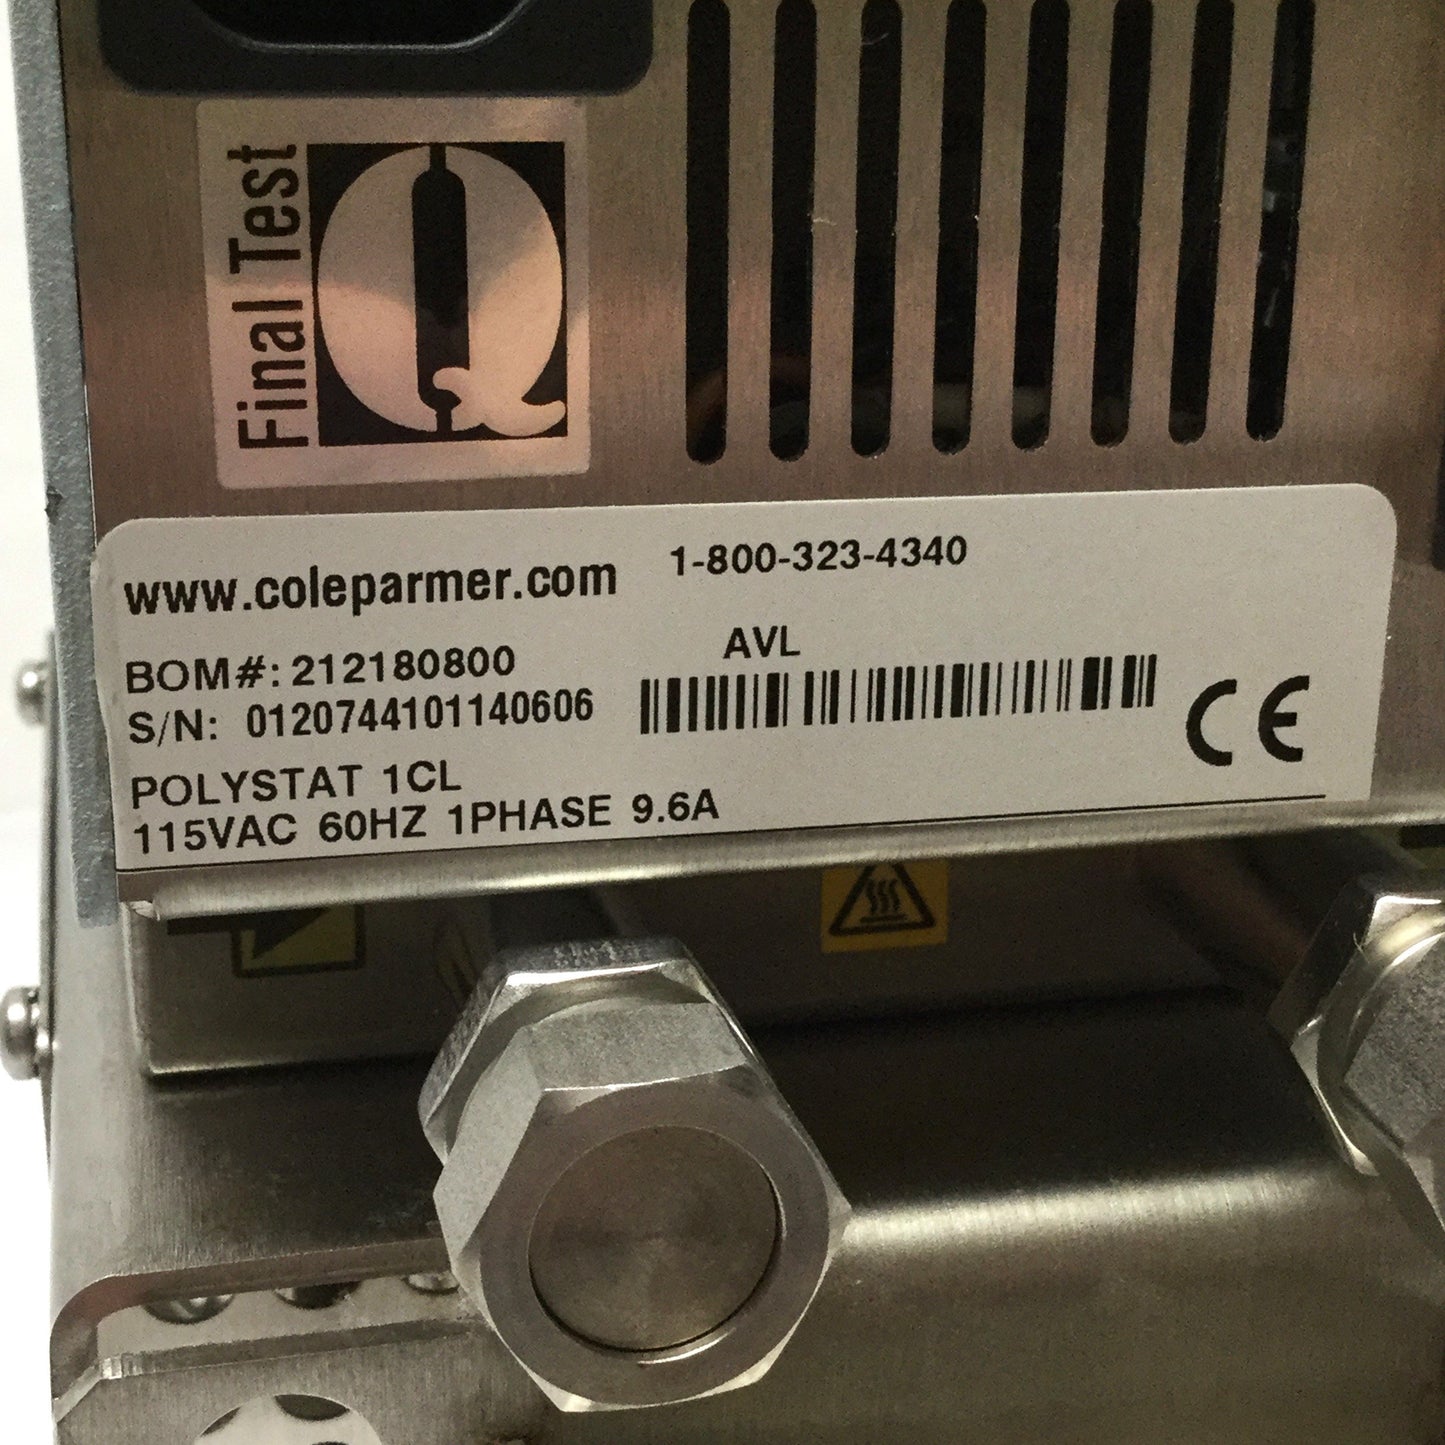 Final Test
Q
www.coleparmer.com 1-800-323-4340
AVL
BOM#: 212180800
S/N: 0120744101140606
CE
POLYSTAT 1CL
115VAC 60HZ 1PHASE 9.6A